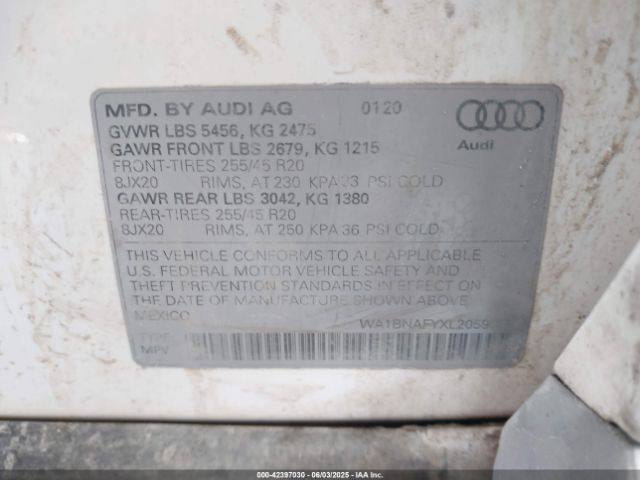 MFD. BY AUDI AG 0120
GVWR LBS 5456, KG 2475
GAWR FRONT LBS 2679, KG 1215
FRONT-TIRES 255/45 R20
8JX20 RIMS, AT 230 KPA 33 PSI COLD
GAWR REAR LBS 3042, KG 1380
REAR-TIRES 255/45 R20
8JX20 RIMS, AT 250 KPA 36 PSI COLD
Audi
THIS VEHICLE CONFORMS TO ALL APPLICABLE
U.S. FEDERAL MOTOR VEHICLE SAFETY AND
THEFT PREVENTION STANDARDS IN EFFECT ON
THE DATE OF MANUFACTURE SHOWN ABOVE
MEXICO
WA1BNAFYXL2059
TYPE:
MPV
000-42397030 - 06/03/2025 - IAA Inc.